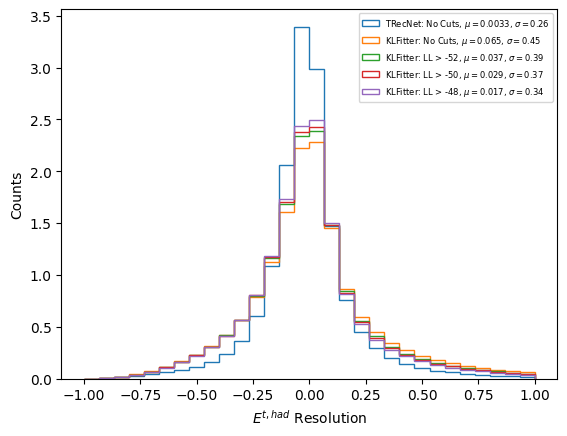 TRecNet: No Cuts, μ = 0.0033, σ = 0.26
KLFitter: No Cuts, μ = 0.065, σ = 0.45
KLFitter: LL > -52, μ = 0.037, σ = 0.39
KLFitter: LL > -50, μ = 0.029, σ = 0.37
KLFitter: LL > -48, μ = 0.017, σ = 0.34
3.5
3.0
2.5
2.0
1.5
1.0
0.5
0.0
Counts
−1.00 −0.75 −0.50 −0.25 0.00 0.25 0.50 0.75 1.00
E^{t, had} Resolution